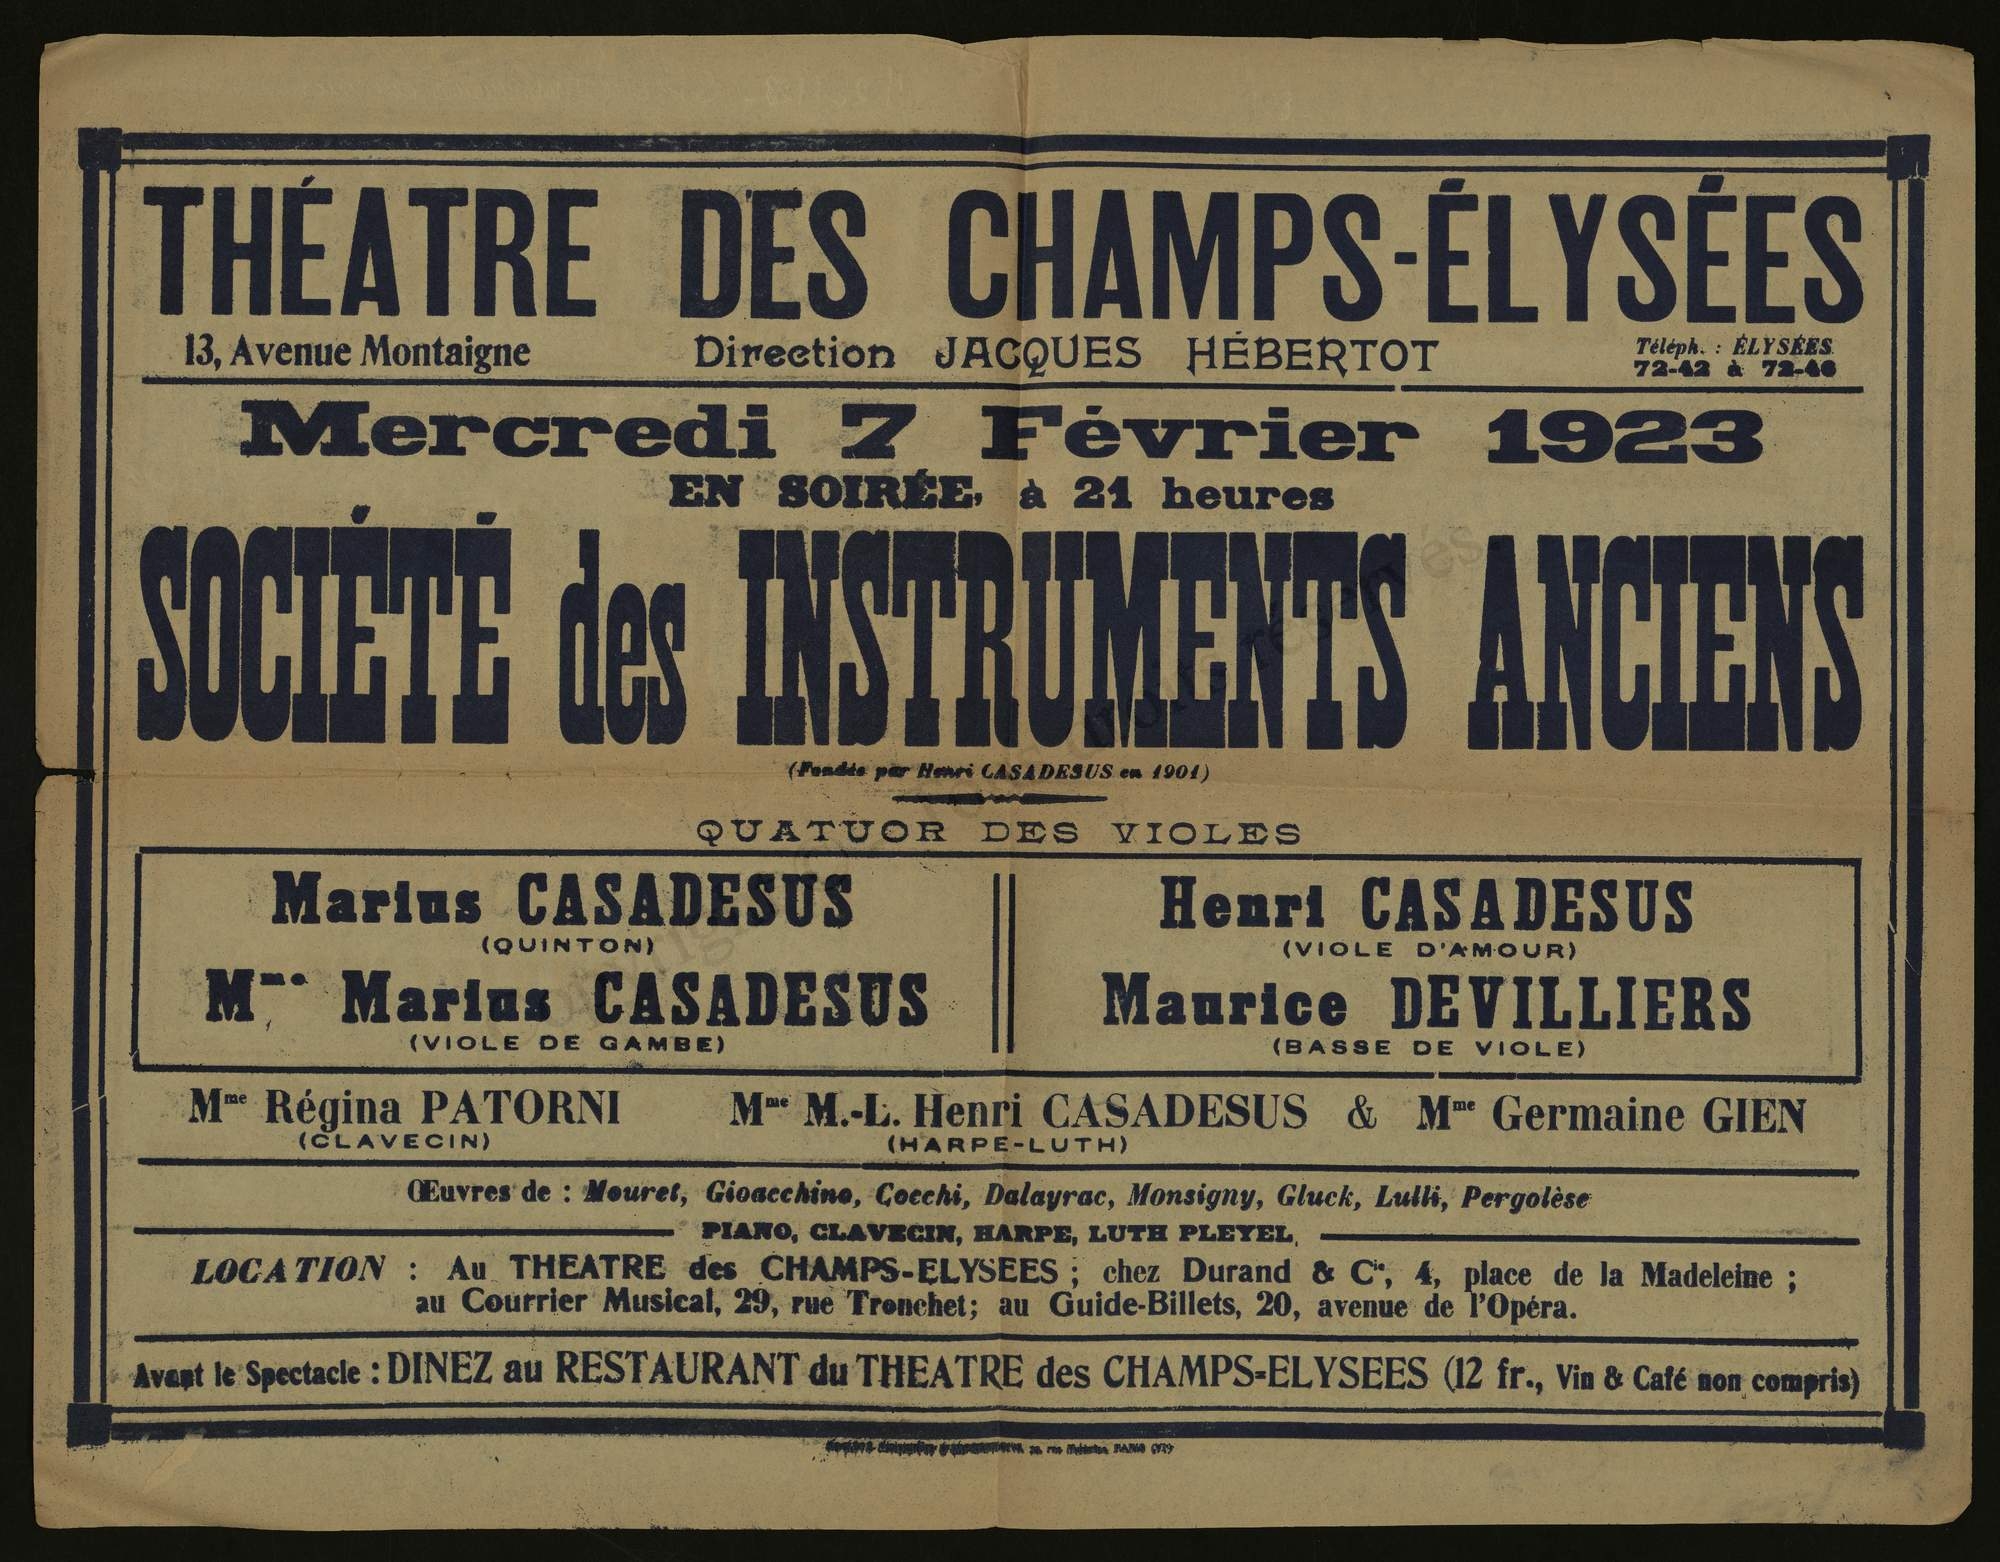 THÉATRE DES CHAMPS-ÉLYSÉES
13, Avenue Montaigne Direction JACQUES HÉBERTOT Téléph. : ÉLYSÉES
72-42 à 72-46
Mercredi 7 Février 1923
EN SOIRÉE, à 21 heures
SOCIÉTÉ des INSTRUMENTS ANCIENS
(Fondée par Henri CASADESUS en 1901)
QUATUOR DES VIOLES
Marius CASADESUS
(QUINTON)
Mme Marius CASADESUS
(VIOLE DE GAMBE)
Henri CASADESUS
(VIOLE D'AMOUR)
Maurice DEVILLIERS
(BASSE DE VIOLE)
Mme Régina PATORNI Mme M.-L. Henri CASADESUS & Mme Germaine GIEN
(CLAVECIN) (HARPE-LUTH)
Œuvres de : Mouret, Gioacchino, Cocchi, Dalayrac, Monsigny, Gluck, Lulli, Pergolèse
PIANO, CLAVECIN, HARPE, LUTH PLEYEL.
LOCATION : Au THEATRE des CHAMPS-ELYSEES ; chez Durand & Cie, 4, place de la Madeleine ;
au Courrier Musical, 29, rue Tronchet; au Guide-Billets, 20, avenue de l'Opéra.
Avant le Spectacle : DINEZ au RESTAURANT du THEATRE des CHAMPS-ELYSEES (12 fr., Vin & Café non compris)
rue PARIS
droits réservés